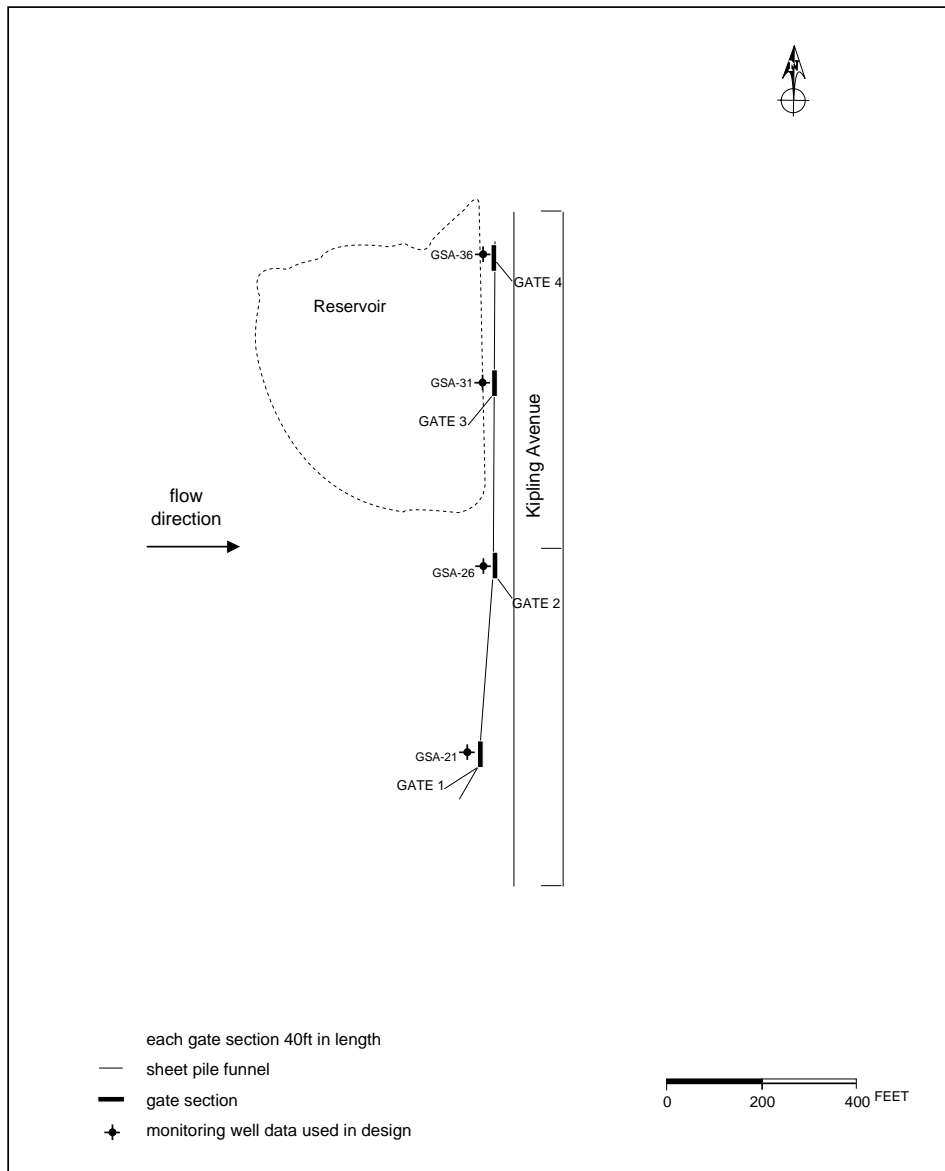 N
GSA-36
GATE 4
Reservoir
GSA-31
GATE 3
Kipling Avenue
flow
direction
GSA-26
GATE 2
GSA-21
GATE 1
each gate section 40ft in length
sheet pile funnel
gate section
monitoring well data used in design
0 200 400 FEET